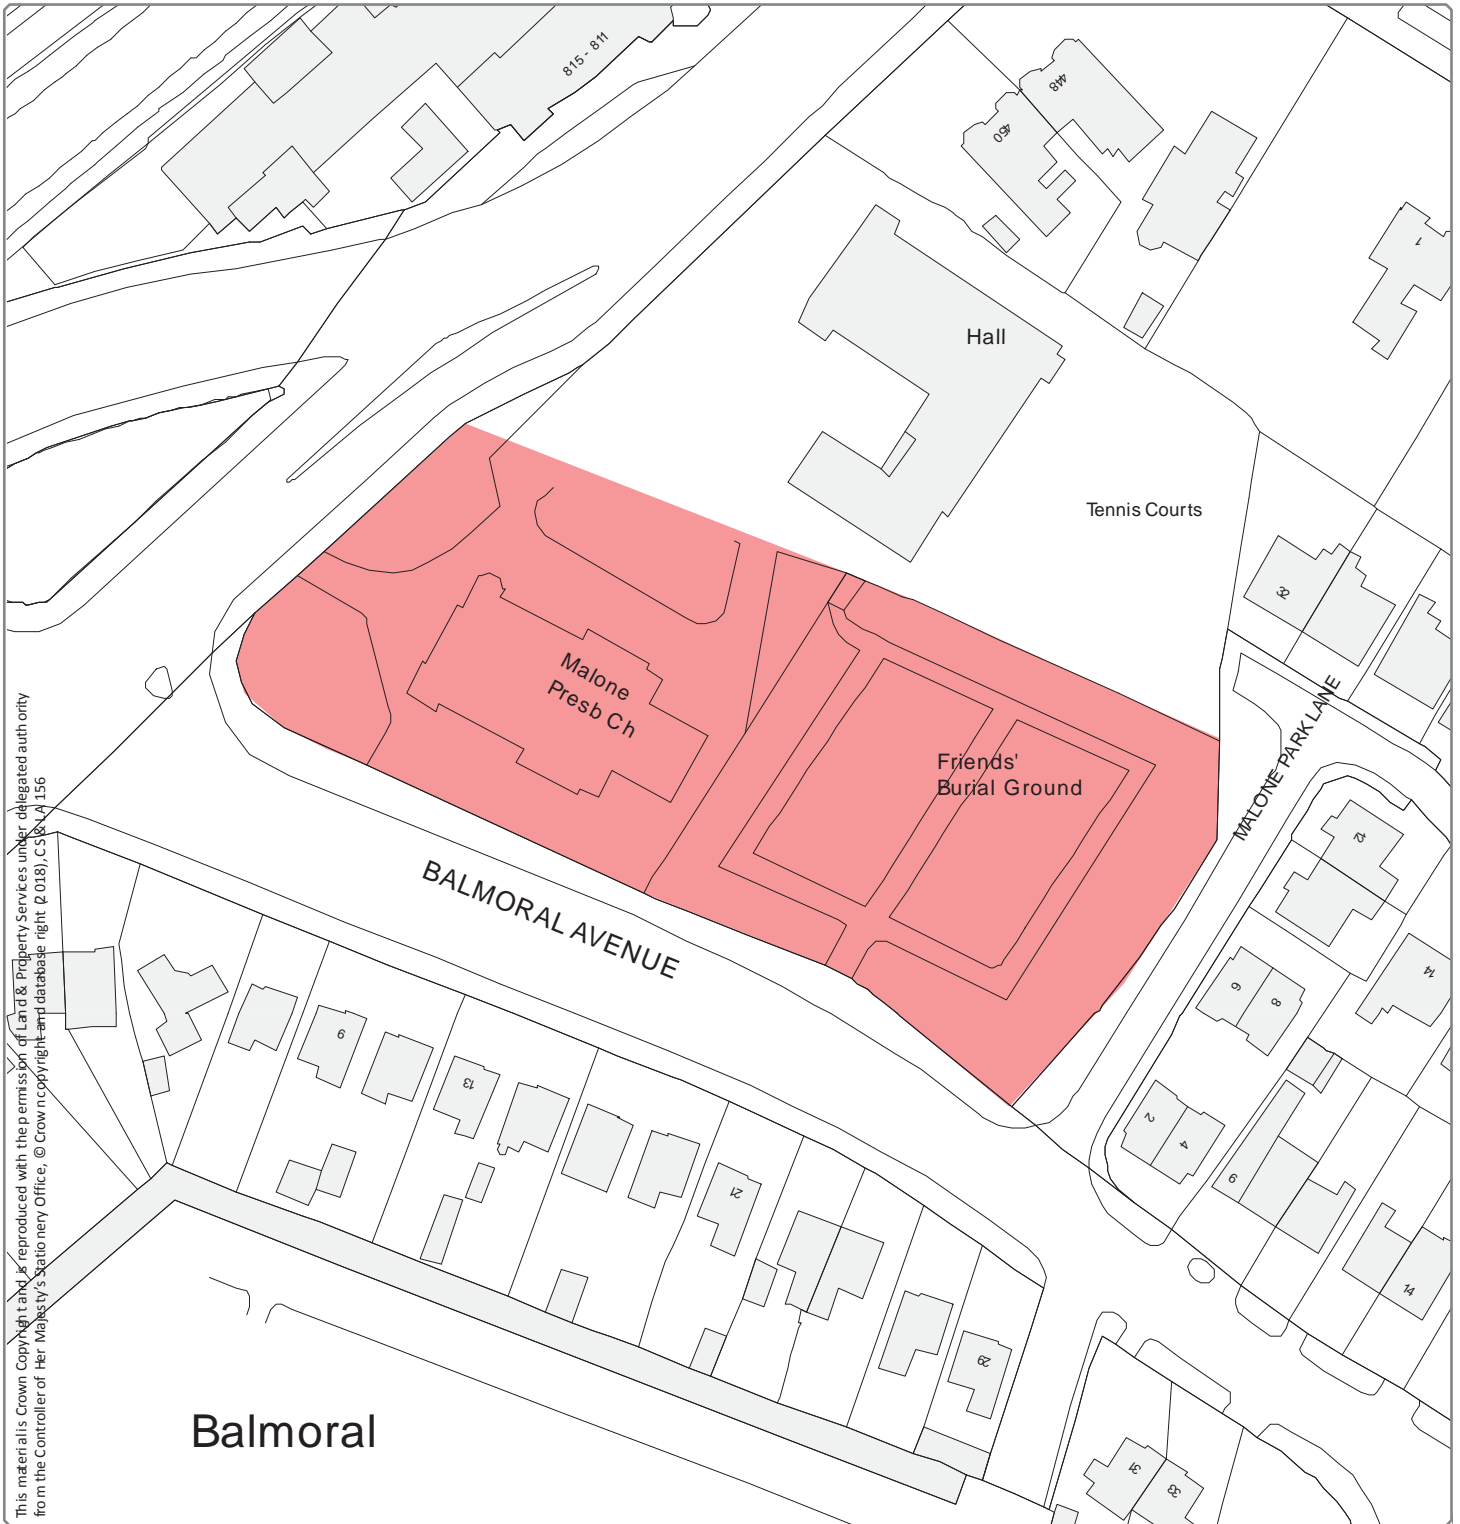 815 - 811
448
450
1
Hall
Tennis Courts
32
Malone
Presb Ch
Friends'
Burial Ground
MALONE PARK LANE
12
BALMORAL AVENUE
14
6
8
9
13
2
4
9
21
14
29
31
33
Balmoral
This material is Crown Copyright and is reproduced with the permission of Land & Property Services under delegated authority
from the Controller of Her Majesty's Stationery Office, © Crown copyright and database right (2018), CS & LA 156